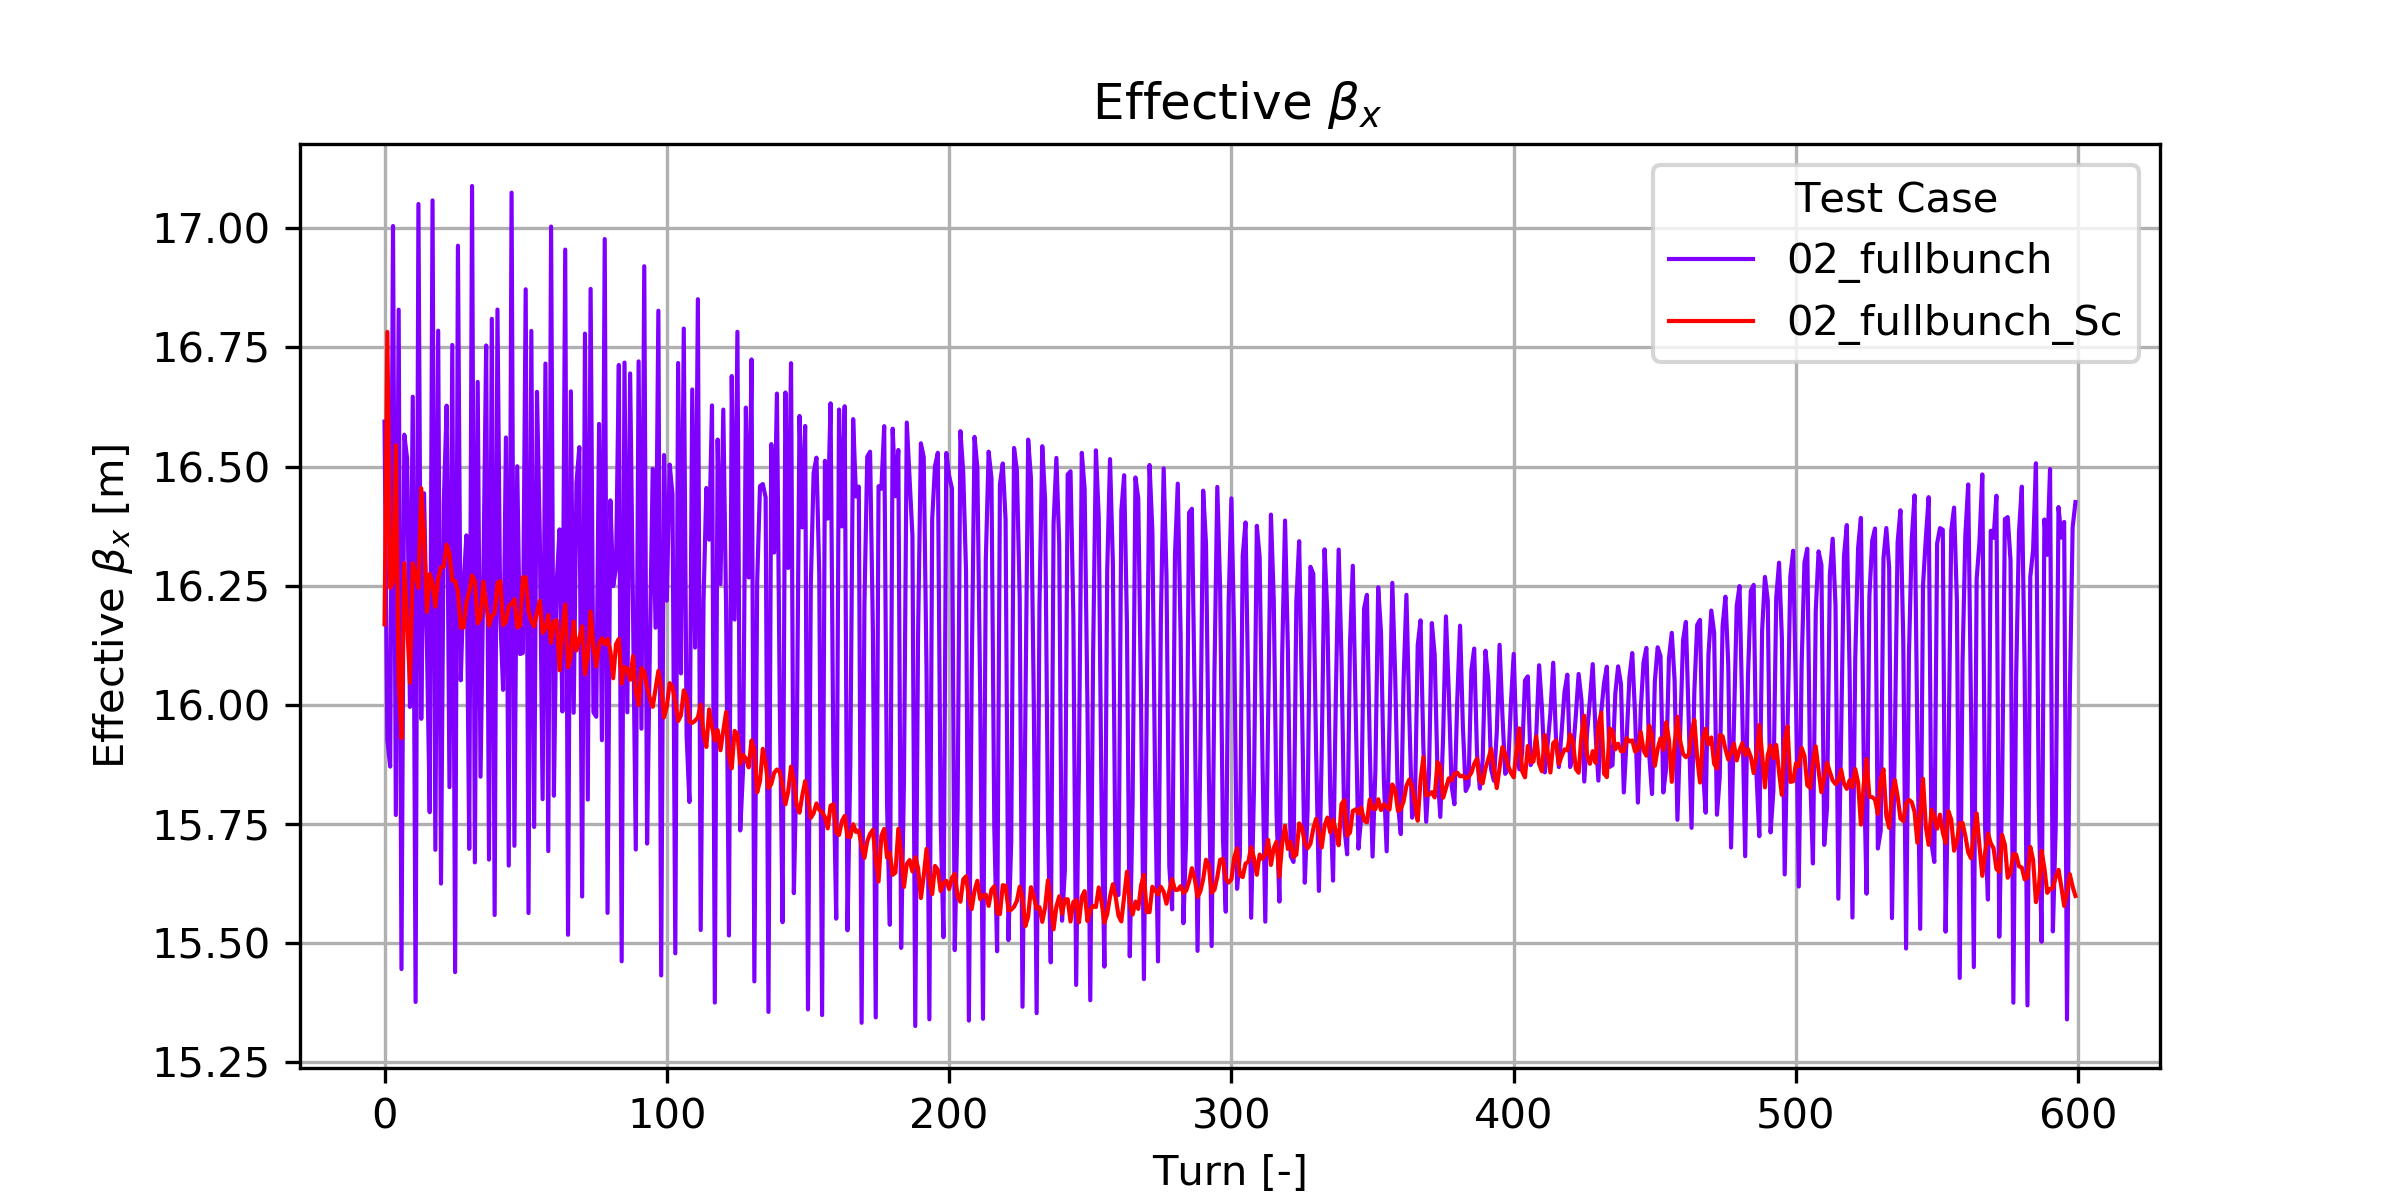 Effective βx
Effective βx [m]
17.00
16.75
16.50
16.25
16.00
15.75
15.50
15.25
0 100 200 300 400 500 600
Turn [-]
Test Case
02_fullbunch
02_fullbunch_Sc